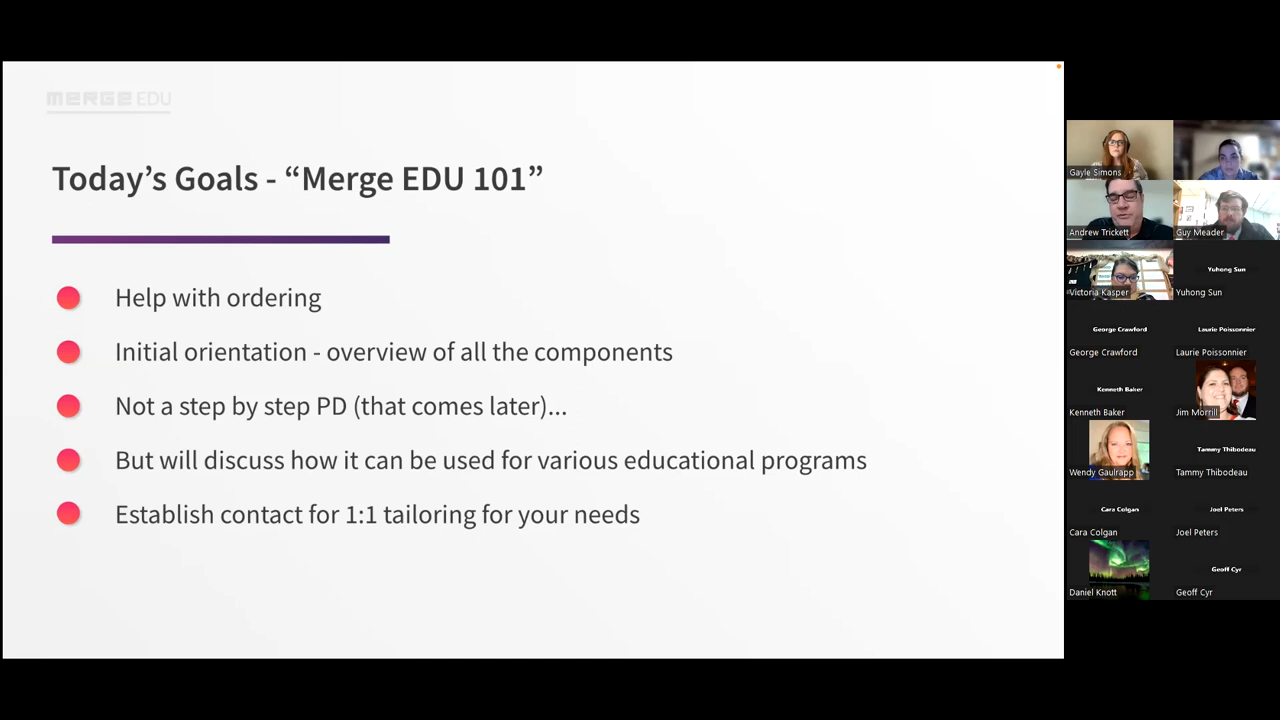 MERGE EDU
Today’s Goals - “Merge EDU 101”
Help with ordering
Initial orientation - overview of all the components
Not a step by step PD (that comes later)...
But will discuss how it can be used for various educational programs
Establish contact for 1:1 tailoring for your needs
Gayle Simons
Andrew Trickett
Guy Meader
Victoria Kasper
Yuhong Sun
Yuhong Sun
George Crawford
George Crawford
Laurie Poissonnier
Laurie Poissonnier
Kenneth Baker
Kenneth Baker
Jim Morrill
Wendy Gaulrapp
Tammy Thibodeau
Tammy Thibodeau
Cara Colgan
Cara Colgan
Joel Peters
Joel Peters
Daniel Knott
Geoff Cyr
Geoff Cyr